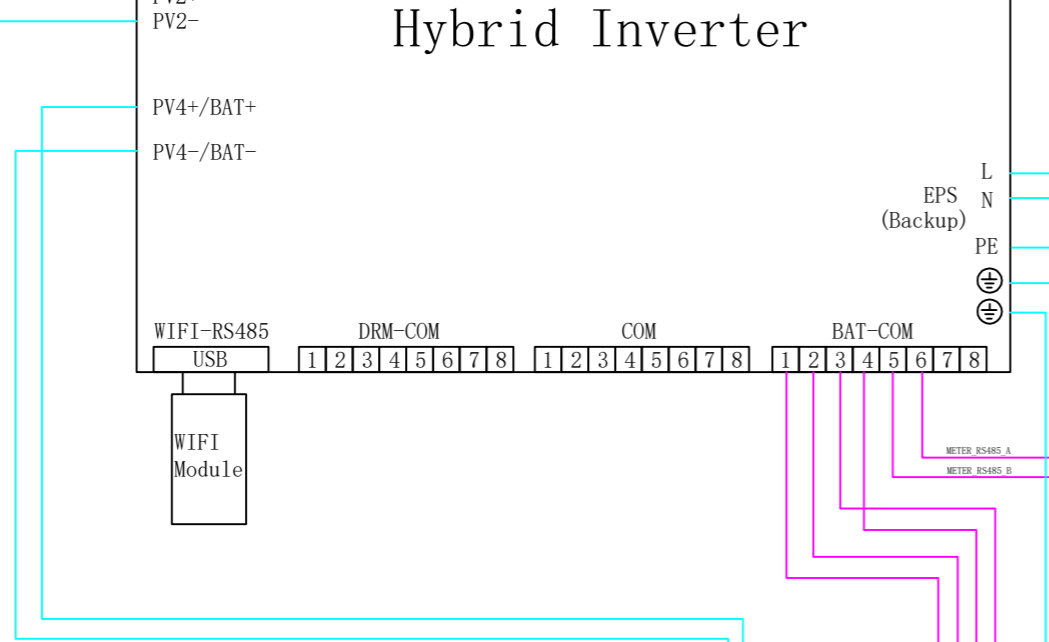 PV2-
Hybrid Inverter
PV4+/BAT+
PV4-/BAT-
L
EPS N
(Backup)
PE
WIFI-RS485 DRM-COM COM BAT-COM
USB 1 2 3 4 5 6 7 8 1 2 3 4 5 6 7 8 1 2 3 4 5 6 7 8
WIFI
Module
METER_RS485_A
METER_RS485_B